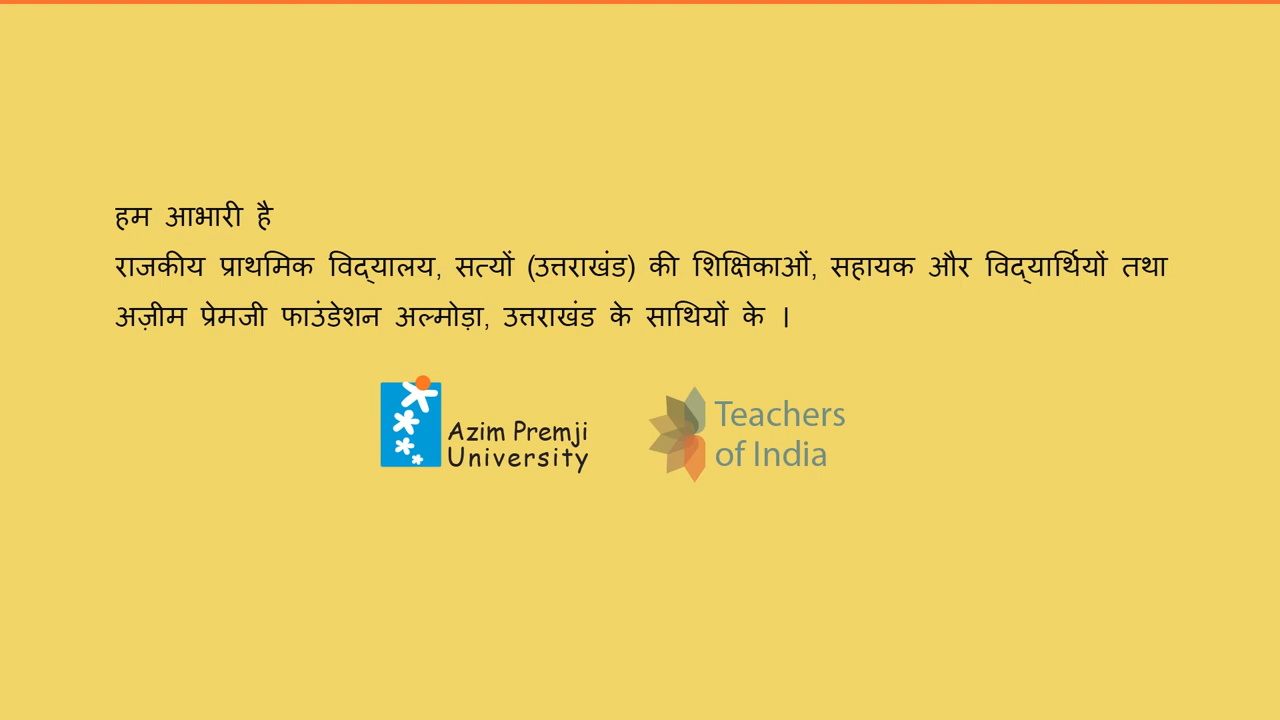 हम आभारी है
राजकीय प्राथमिक विद्यालय, सत्यों (उत्तराखंड) की शिक्षिकाओं, सहायक और विद्यार्थियों तथा
अज़ीम प्रेमजी फाउंडेशन अल्मोड़ा, उत्तराखंड के साथियों के ।
Azim Premji
University
Teachers
of India